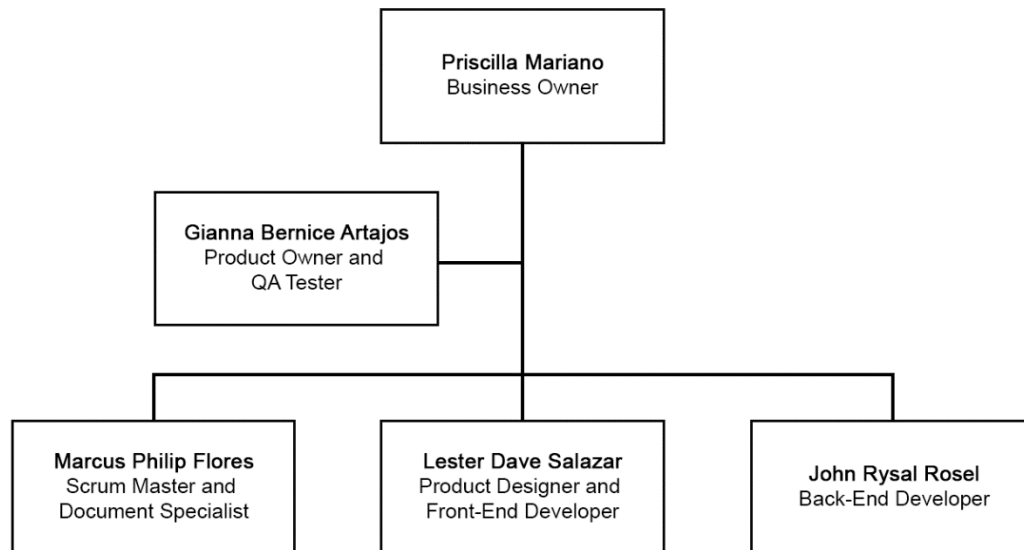 Priscilla Mariano
Business Owner
Gianna Bernice Artajos
Product Owner and
QA Tester
Marcus Philip Flores
Scrum Master and
Document Specialist
Lester Dave Salazar
Product Designer and
Front-End Developer
John Rysal Rosel
Back-End Developer